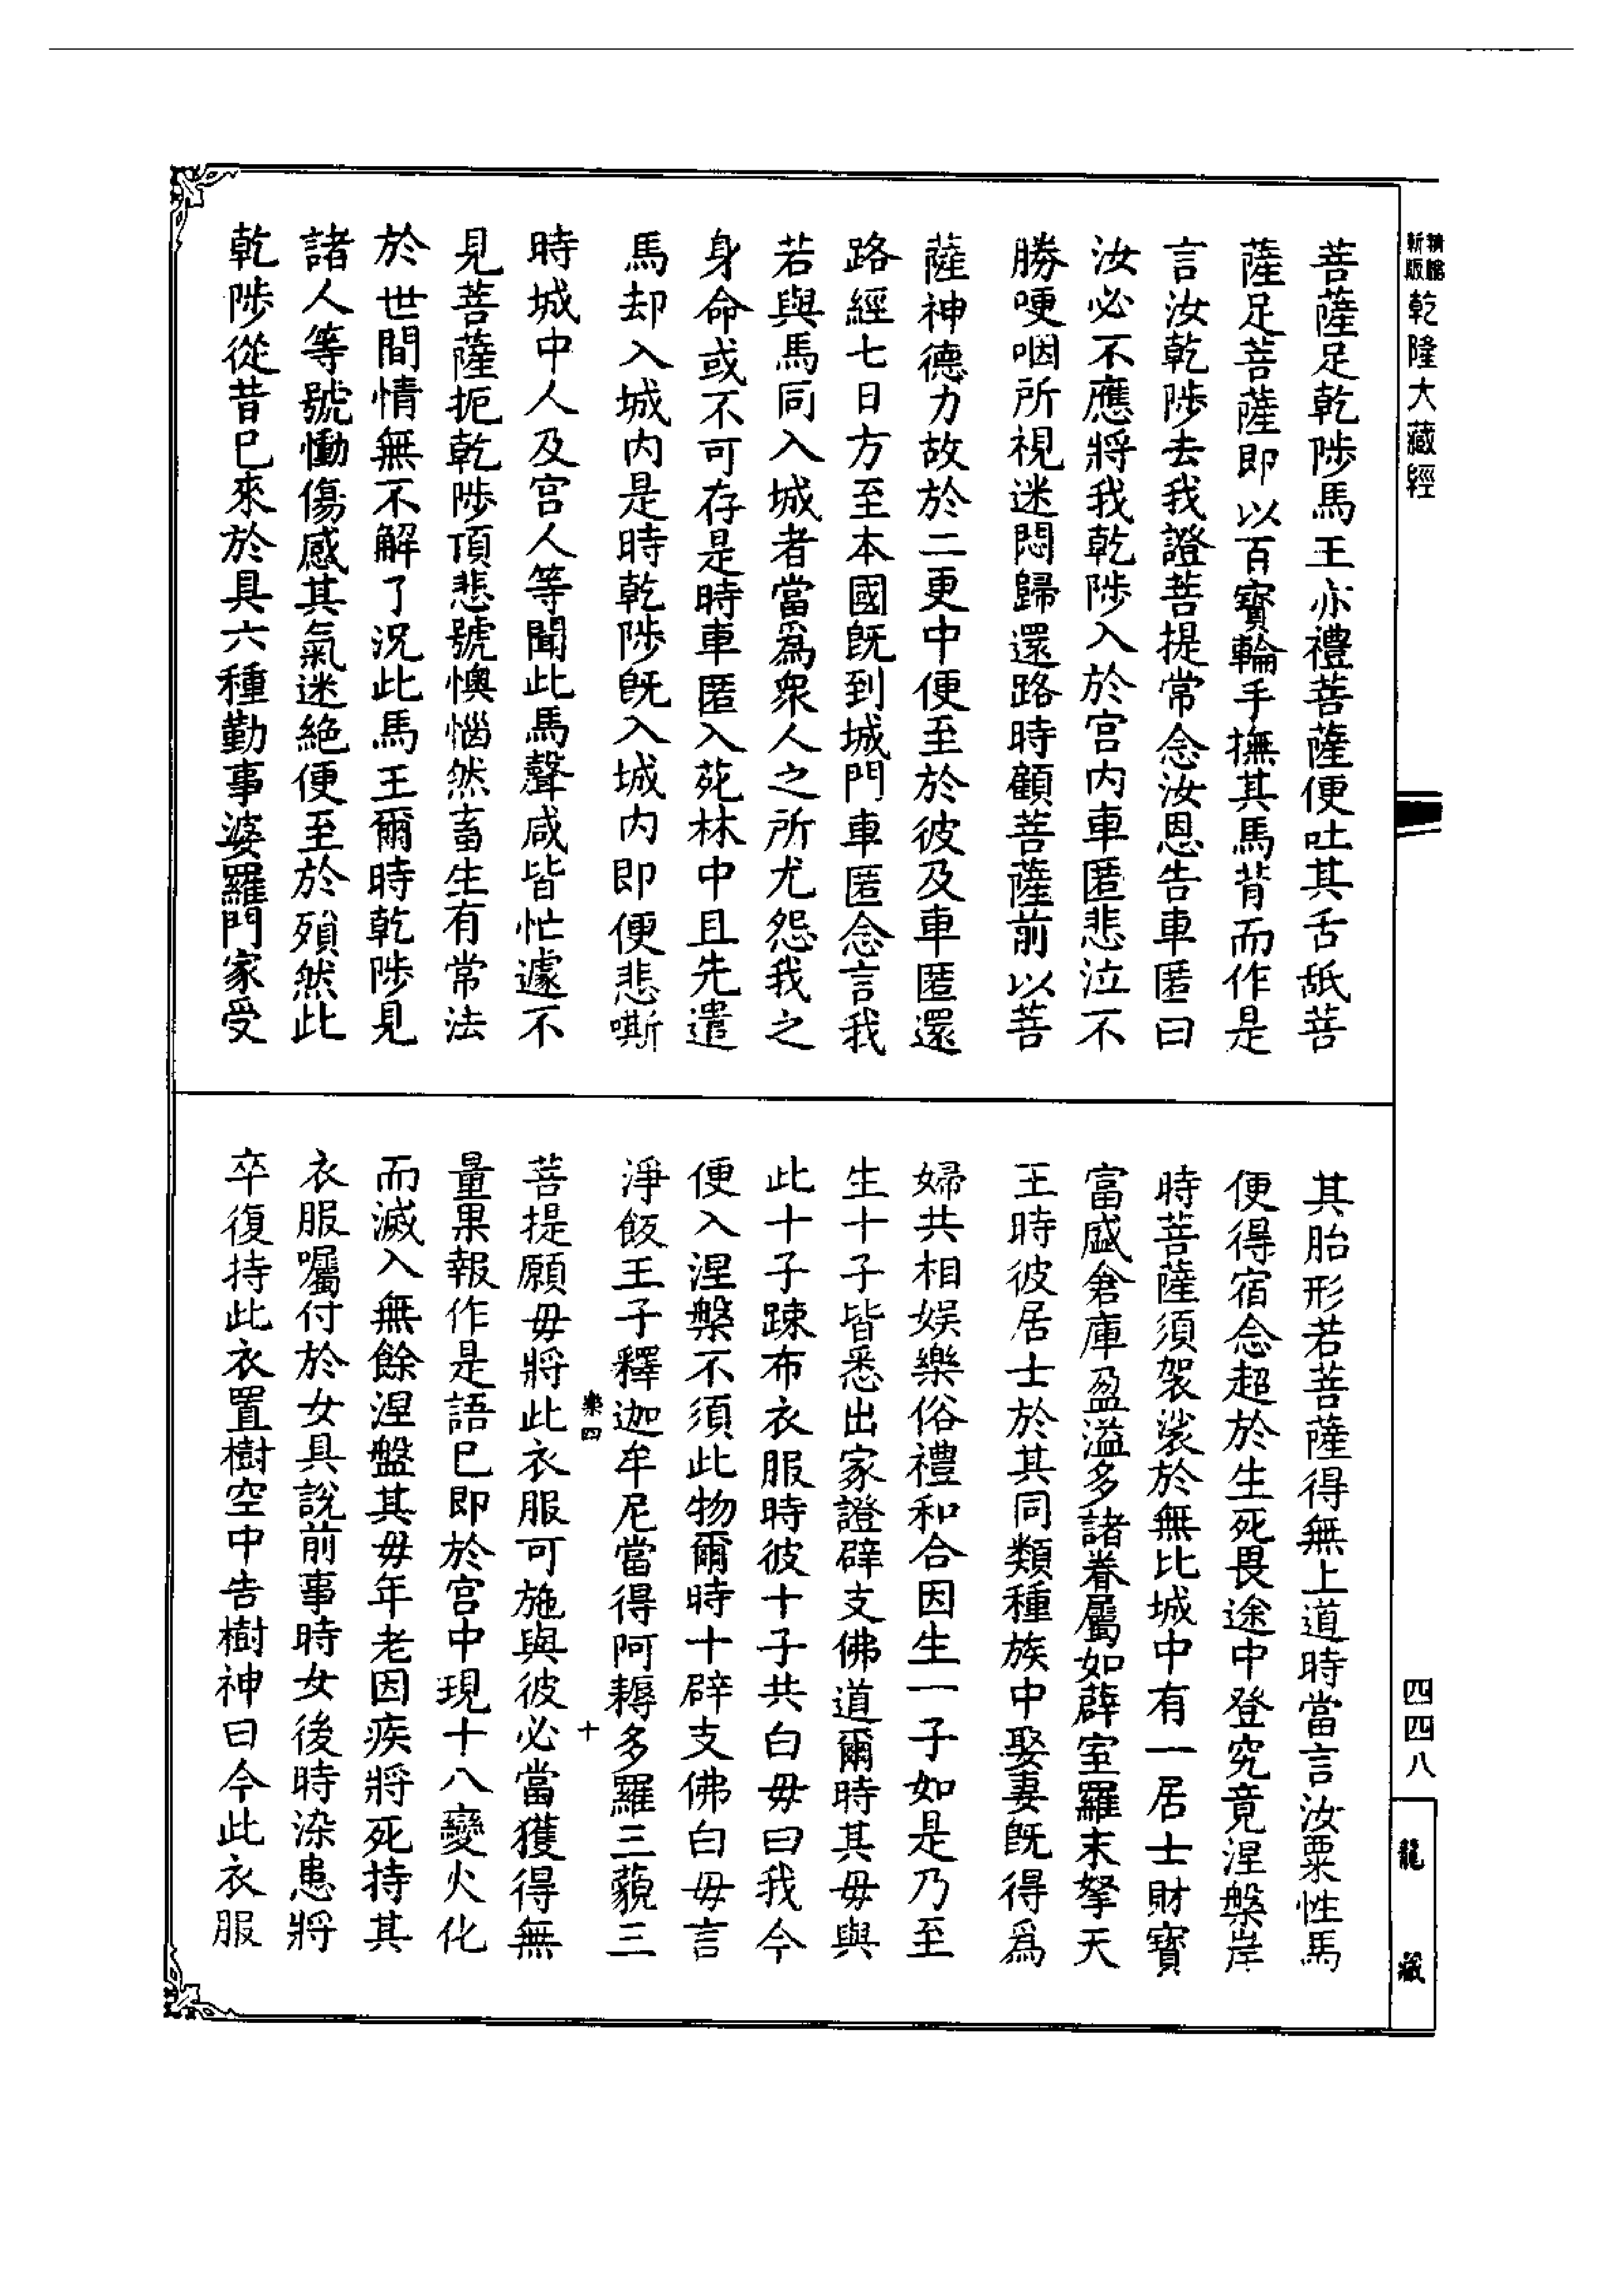 精縮
新版
乾隆大藏經
菩薩足乾陟馬王亦禮菩薩便吐其舌舐菩
薩足菩薩即以百寳輪手撫其馬背而作是
言汝乾陟去我證菩提常念汝恩告車匿曰
汝必不應將我乾陟入於宮内車匿悲泣不
勝哽咽所視迷悶歸還路時顧菩薩前以菩
薩神德力故於二更中便至於彼及車匿還
路經七日方至本國旣到城門車匿念言我
若與馬同入城者當爲衆人之所尤怨我之
身命或不可存是時車匿入苑林中且先遣
馬却入城内是時乾陟旣入城内即便悲嘶
時城中人及宮人等聞此馬聲咸皆忙遽不
見菩薩扼乾陟頂悲號懊惱然畜生有常法
於世間情無不解了況此馬王爾時乾陟見
諸人等號慟傷感其氣迷絶便至於殞然此
乾陟從昔已來於具六種勤事婆羅門家受
其胎形若菩薩得無上道時當言汝粟性馬
便得宿念超於生死畏途中登究竟涅槃岸
時菩薩須袈裟於無比城中有一居士財寳
富盛倉庫盈溢多諸眷屬如薜室羅末拏天
王時彼居士於其同類種族中娶妻旣得爲
婦共相娛樂俗禮和合因生一子如是乃至
生十子皆悉出家證辟支佛道爾時其毋與
此十子踈布衣服時彼十子共白毋曰我今
便入涅槃不須此物爾時十辟支佛白毋言
淨飯王子釋迦牟尼當得阿耨多羅三藐三
樂四
十
菩提願毋將此衣服可施與彼必當獲得無
量果報作是語已即於宮中現十八變火化
而滅入無餘涅盤其毋年老因疾將死持其
衣服囑付於女具說前事時女後時染患將
卒復持此衣置樹空中告樹神曰今此衣服
四四八
龍藏